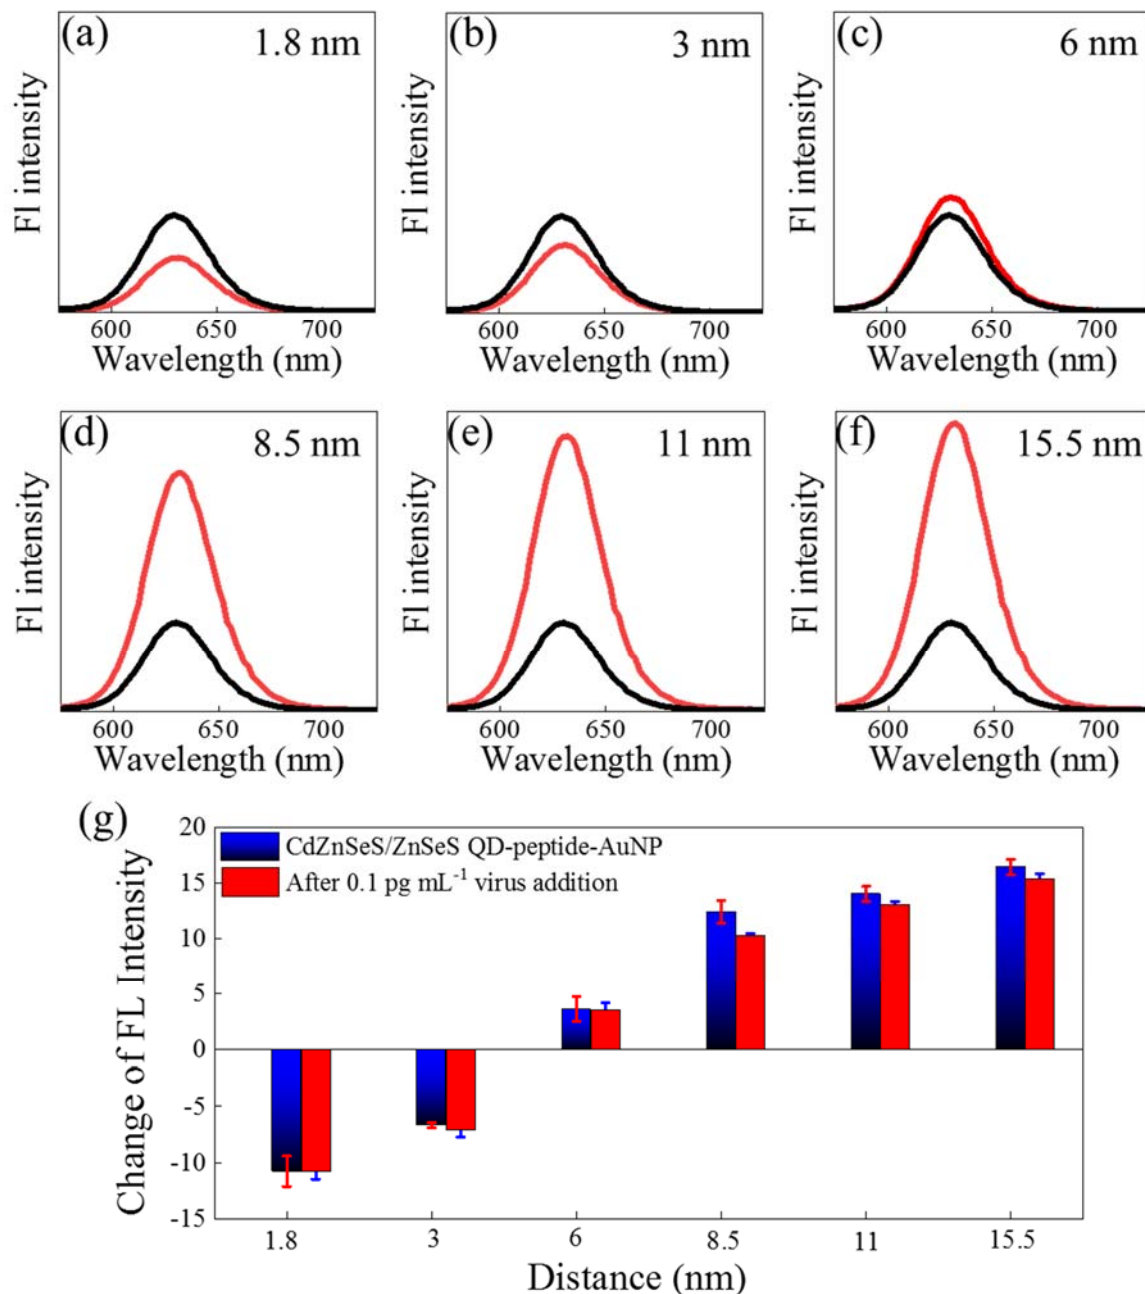 (a) 1.8 nm
Fl intensity
600 650 700
Wavelength (nm)
(b) 3 nm
Fl intensity
600 650 700
Wavelength (nm)
(c) 6 nm
Fl intensity
600 650 700
Wavelength (nm)
(d) 8.5 nm
Fl intensity
600 650 700
Wavelength (nm)
(e) 11 nm
Fl intensity
600 650 700
Wavelength (nm)
(f) 15.5 nm
Fl intensity
600 650 700
Wavelength (nm)
(g)
Change of FL Intensity
20
15
10
5
0
-5
-10
-15
CdZnSeS/ZnSeS QD-peptide-AuNP
After 0.1 pg mL⁻¹ virus addition
1.8 3 6 8.5 11 15.5
Distance (nm)